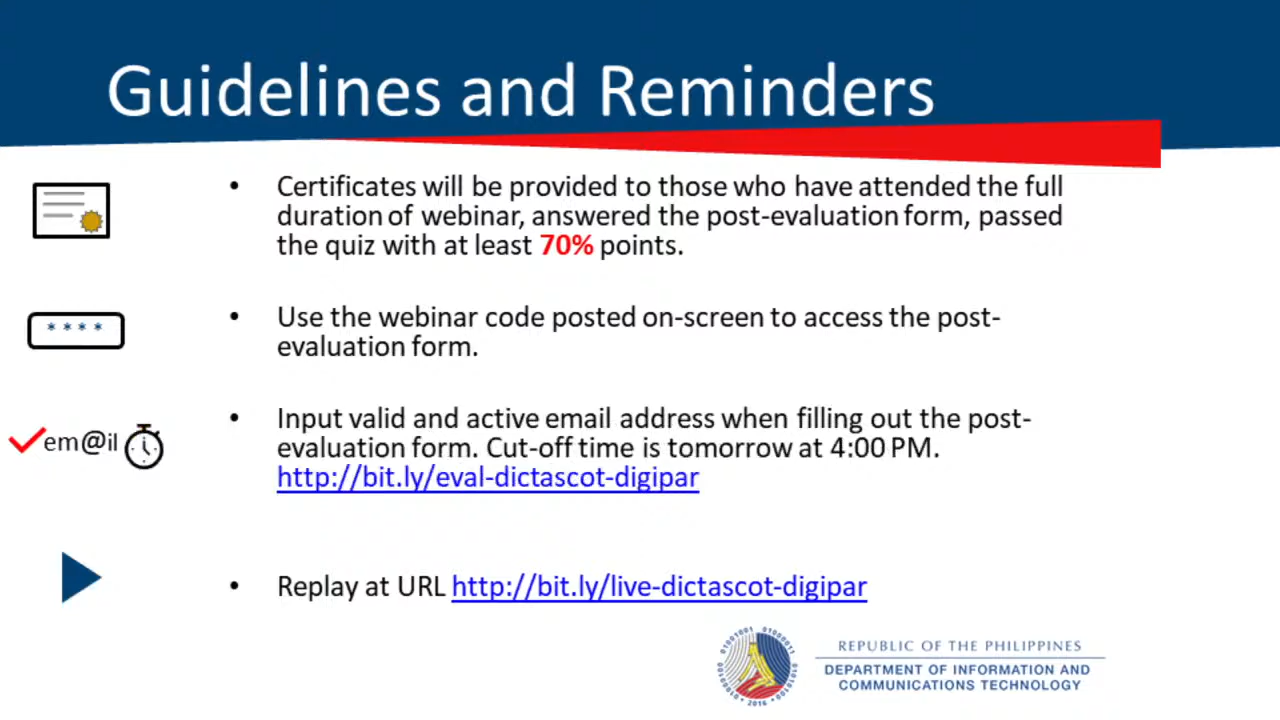 Guidelines and Reminders
• Certificates will be provided to those who have attended the full
duration of webinar, answered the post-evaluation form, passed
the quiz with at least 70% points.
* * * *
• Use the webinar code posted on-screen to access the post-
evaluation form.
• Input valid and active email address when filling out the post-
em@il
evaluation form. Cut-off time is tomorrow at 4:00 PM.
http://bit.ly/eval-dictascot-digipar
• Replay at URL http://bit.ly/live-dictascot-digipar
REPUBLIC OF THE PHILIPPINES
DEPARTMENT OF INFORMATION AND
COMMUNICATIONS TECHNOLOGY
2016